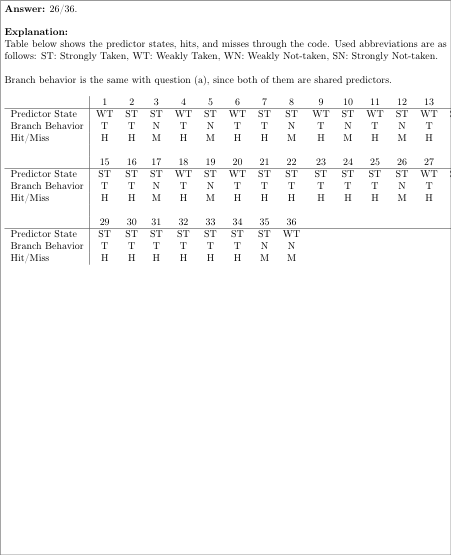 Answer: 26/36.
Explanation:
Table below shows the predictor states, hits, and misses through the code. Used abbreviations are as
follows: ST: Strongly Taken, WT: Weakly Taken, WN: Weakly Not-taken, SN: Strongly Not-taken.
Branch behavior is the same with question (a), since both of them are shared predictors.
1 2 3 4 5 6 7 8 9 10 11 12 13
Predictor State WT ST ST WT ST WT ST ST WT ST WT ST WT
Branch Behavior T T N T N T T N T N T N T
Hit/Miss H H M H M H H M H M H M H
15 16 17 18 19 20 21 22 23 24 25 26 27
Predictor State ST ST ST WT ST WT ST ST ST ST ST ST WT
Branch Behavior T T N T N T T T T T T N T
Hit/Miss H H M H M H H H H H H M H
29 30 31 32 33 34 35 36
Predictor State ST ST ST ST ST ST ST WT
Branch Behavior T T T T T T N N
Hit/Miss H H H H H H M M